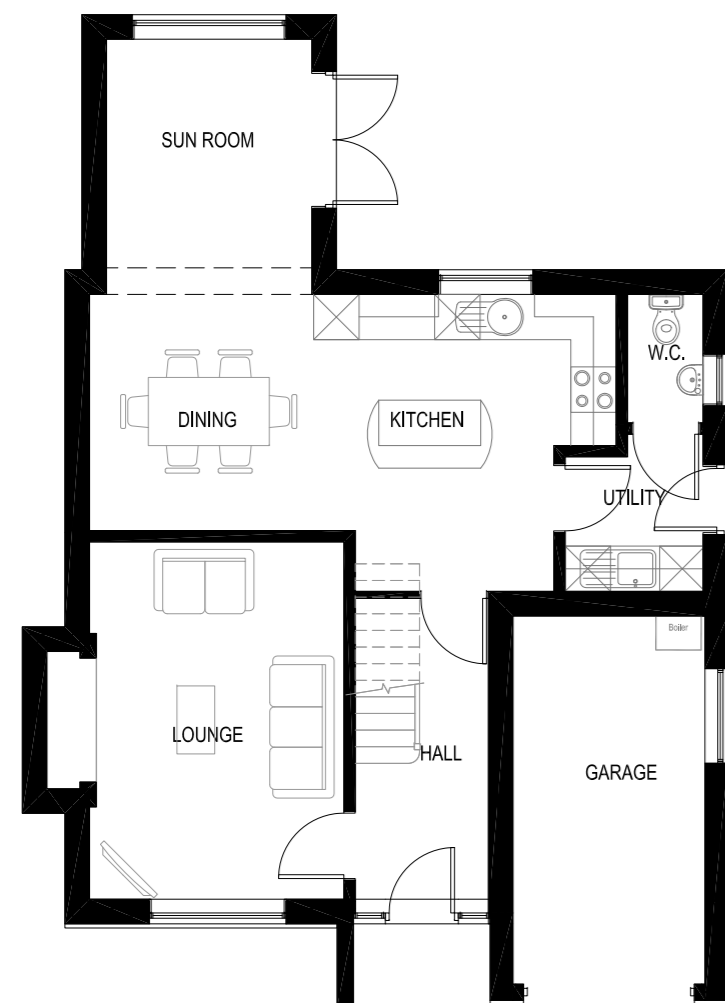 SUN ROOM
W.C.
DINING
KITCHEN
UTILITY
Boiler
LOUNGE
HALL
GARAGE